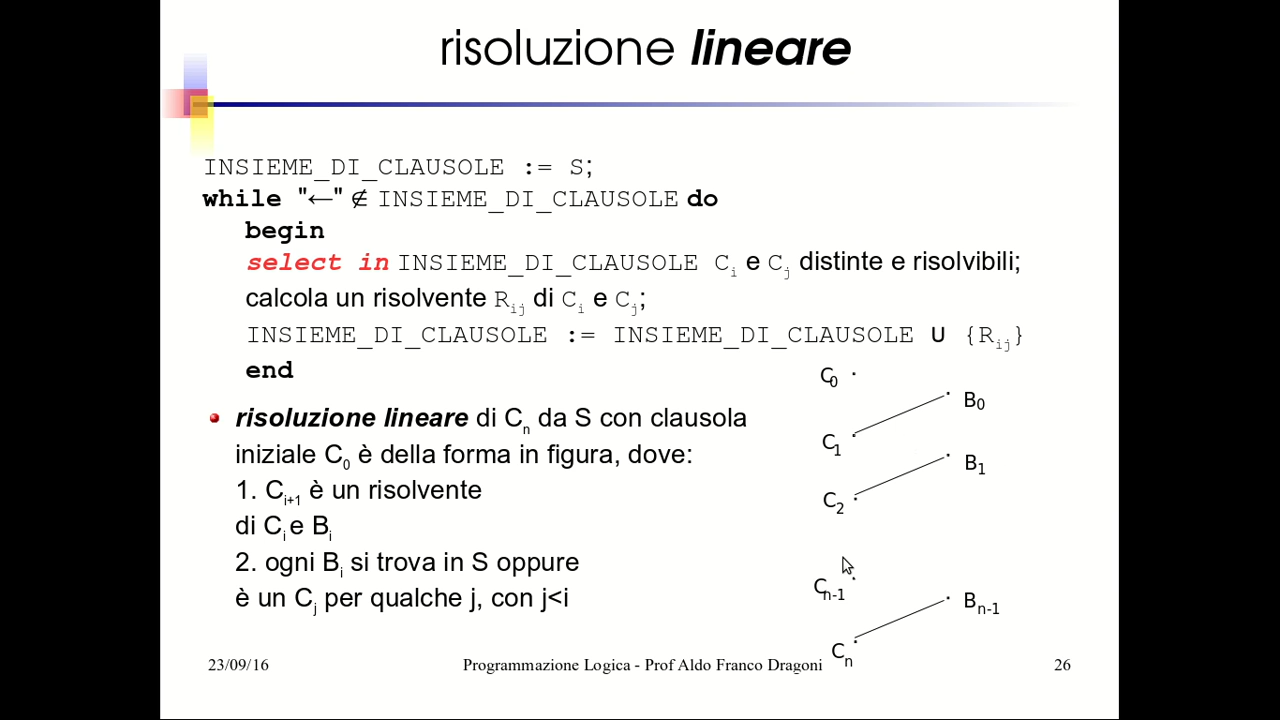 risoluzione lineare
INSIEME_DI_CLAUSOLE := S;
while "←" ∉ INSIEME_DI_CLAUSOLE do
begin
select in INSIEME_DI_CLAUSOLE Ci e Cj distinte e risolvibili;
calcola un risolvente Rij di Ci e Cj;
INSIEME_DI_CLAUSOLE := INSIEME_DI_CLAUSOLE ∪ {Rij}
end
risoluzione lineare di Cn da S con clausola
iniziale C0 è della forma in figura, dove:
1. Ci+1 è un risolvente
di Ci e Bi
2. ogni Bi si trova in S oppure
è un Cj per qualche j, con j<i
C0
B0
C1
B1
C2
Cn-1
Bn-1
Cn
23/09/16
Programmazione Logica - Prof Aldo Franco Dragoni
26